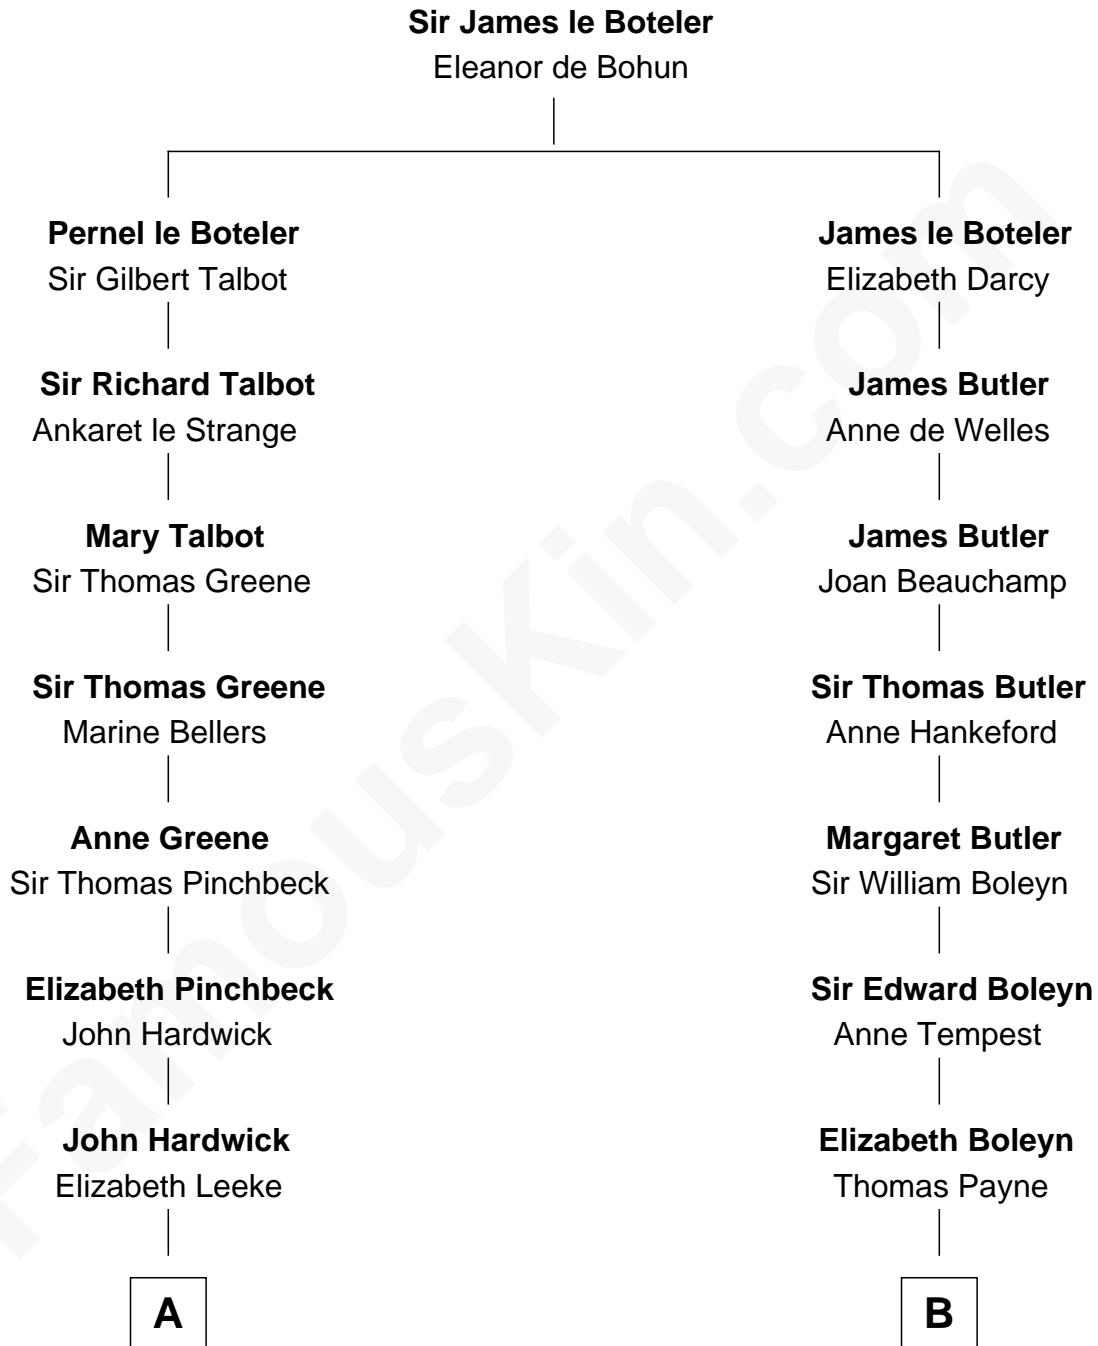 Sir James le Boteler
Eleanor de Bohun
Pernel le Boteler
Sir Gilbert Talbot
James le Boteler
Elizabeth Darcy
Sir Richard Talbot
Ankaret le Strange
James Butler
Anne de Welles
Mary Talbot
Sir Thomas Greene
James Butler
Joan Beauchamp
Sir Thomas Greene
Marine Bellers
Sir Thomas Butler
Anne Hankeford
Anne Greene
Sir Thomas Pinchbeck
Margaret Butler
Sir William Boleyn
Elizabeth Pinchbeck
John Hardwick
Sir Edward Boleyn
Anne Tempest
John Hardwick
Elizabeth Leeke
Elizabeth Boleyn
Thomas Payne
A
B
FamousKin.com